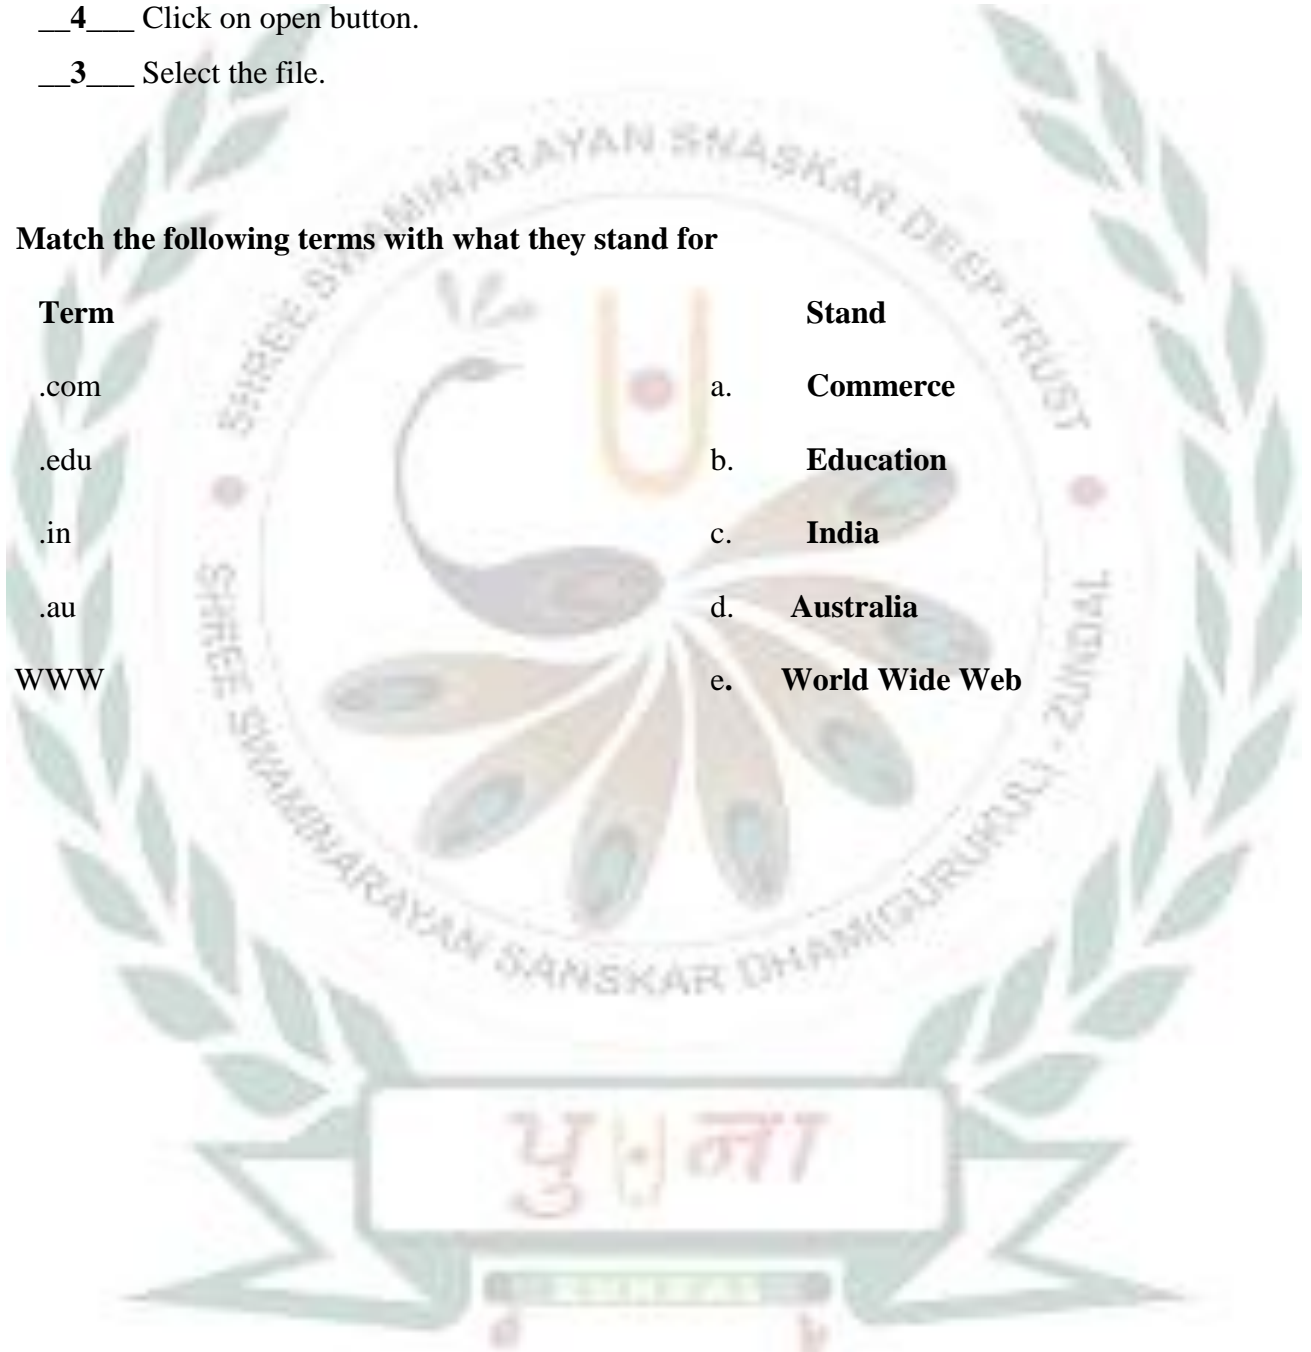 __4___ Click on open button.
__3___ Select the file.
SHREE SWAMINARAYAN SNASKAR DEEP TRUST
Match the following terms with what they stand for
Term Stand
.com a. Commerce
.edu b. Education
.in c. India
.au d. Australia
WWW e. World Wide Web
SHREE SWAMINARAYAN SANSKAR DHAM(GURUKUL), ZUNDAL